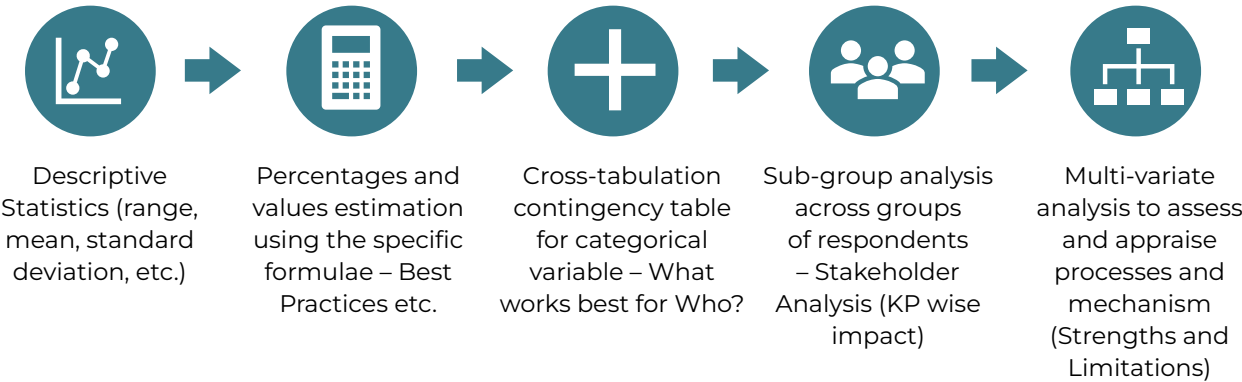 Descriptive
Statistics (range,
mean, standard
deviation, etc.)
Percentages and
values estimation
using the specific
formulae – Best
Practices etc.
Cross-tabulation
contingency table
for categorical
variable – What
works best for Who?
Sub-group analysis
across groups
of respondents
– Stakeholder
Analysis (KP wise
impact)
Multi-variate
analysis to assess
and appraise
processes and
mechanism
(Strengths and
Limitations)